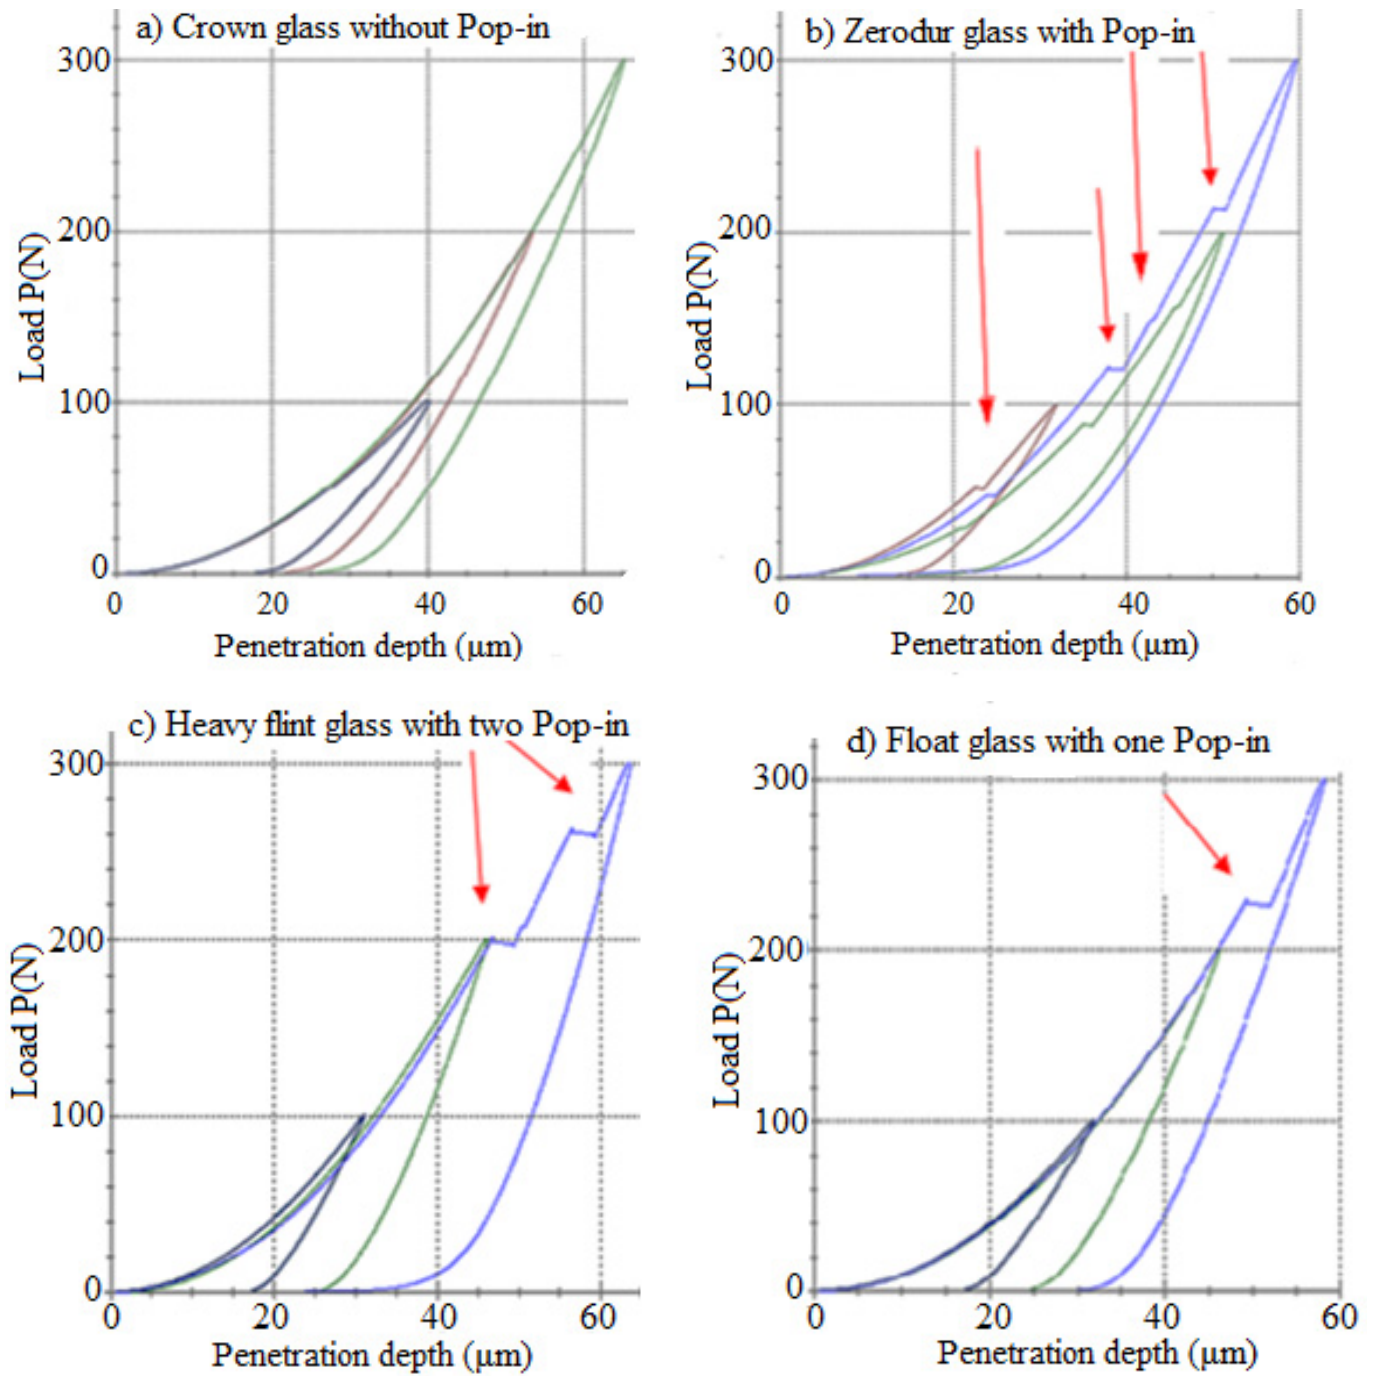 a) Crown glass without Pop-in
300
200
100
0
0 20 40 60
Load P(N)
Penetration depth (μm)
b) Zerodur glass with Pop-in
300
200
100
0
0 20 40 60
Load P(N)
Penetration depth (μm)
c) Heavy flint glass with two Pop-in
300
200
100
0
0 20 40 60
Load P(N)
Penetration depth (μm)
d) Float glass with one Pop-in
300
200
100
0
0 20 40 60
Load P(N)
Penetration depth (μm)